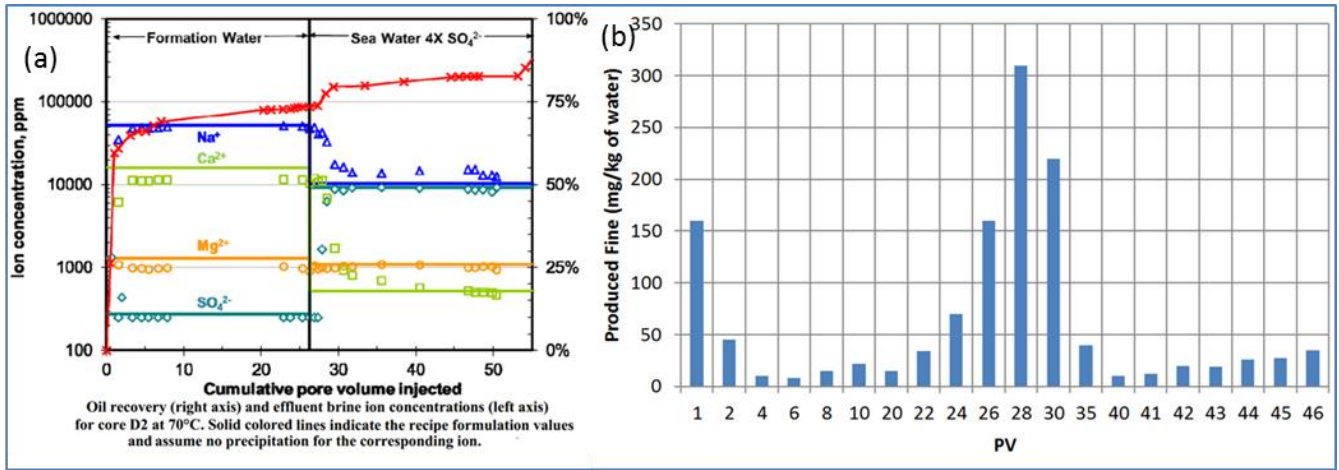 (a)
Formation Water
Sea Water 4X SO₄²⁻
1000000
100000
10000
1000
100
Ion concentration, ppm
100%
75%
50%
25%
0%
Na⁺
Ca²⁺
Mg²⁺
SO₄²⁻
0 10 20 30 40 50
Cumulative pore volume injected
Oil recovery (right axis) and effluent brine ion concentrations (left axis)
for core D2 at 70°C. Solid colored lines indicate the recipe formulation values
and assume no precipitation for the corresponding ion.
(b)
Produced Fine (mg/kg of water)
350
300
250
200
150
100
50
0
1 2 4 6 8 10 20 22 24 26 28 30 35 40 41 42 43 44 45 46
PV